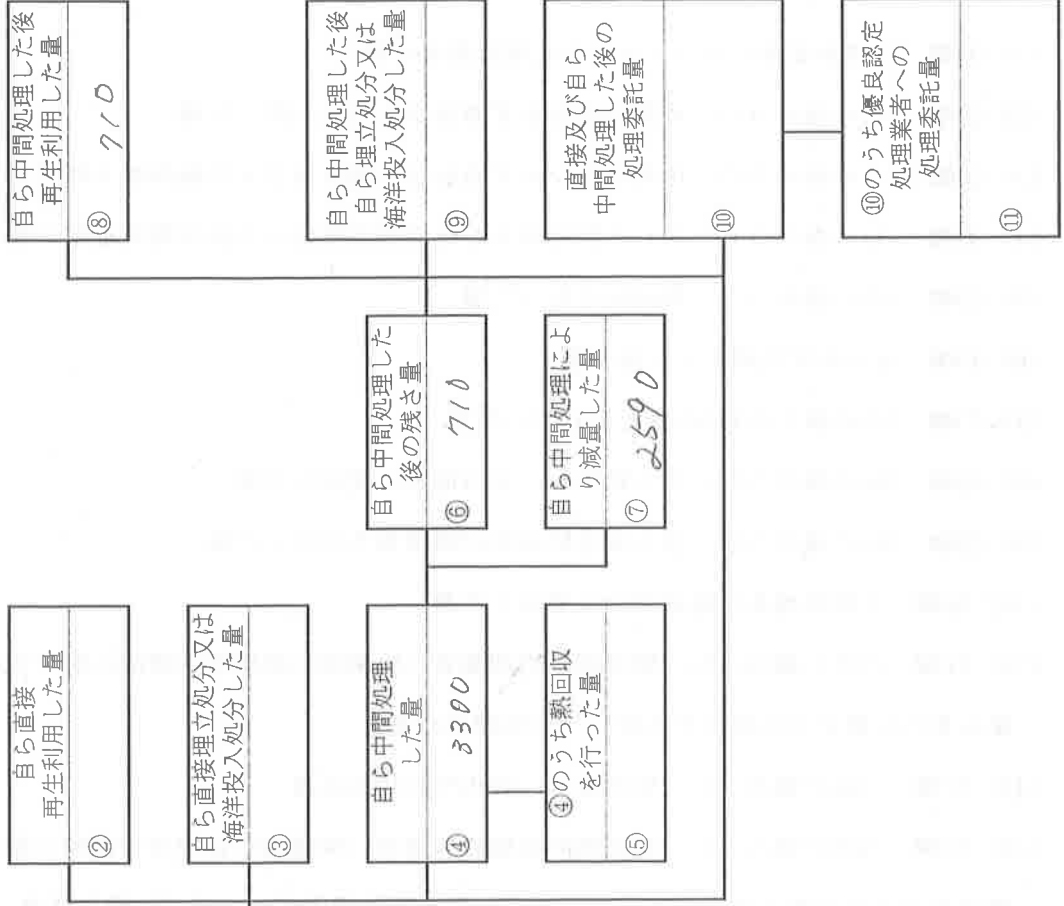 自ら直接
再生利用した量
②
自ら直接埋立処分又は
海洋投入処分した量
③
自ら中間処理
した量
④ 3300
④のうち熱回収
を行った量
⑤
自ら中間処理した
後の残さ量
⑥ 710
自ら中間処理によ
り減量した量
⑦ 2590
自ら中間処理した後
再生利用した量
⑧ 710
自ら中間処理した後
自ら埋立処分又は
海洋投入処分した量
⑨
直接及び自ら
中間処理した後の
処理委託量
⑩
⑩のうち優良認定
処理業者への
処理委託量
⑪